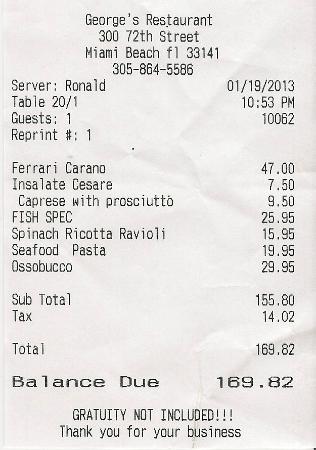 George's Restaurant
300 72th Street
Miami Beach fl 33141
305-864-5586
Server: Ronald 01/19/2013
Table 20/1 10:53 PM
Guests: 1 10062
Reprint #: 1
Ferrari Carano 47.00
Insalate Cesare 7.50
Caprese with prosciutto 9.50
FISH SPEC 25.95
Spinach Ricotta Ravioli 15.95
Seafood Pasta 19.95
Ossobucco 29.95
Sub Total 155.80
Tax 14.02
Total 169.82
Balance Due 169.82
GRATUITY NOT INCLUDED!!!
Thank you for your business